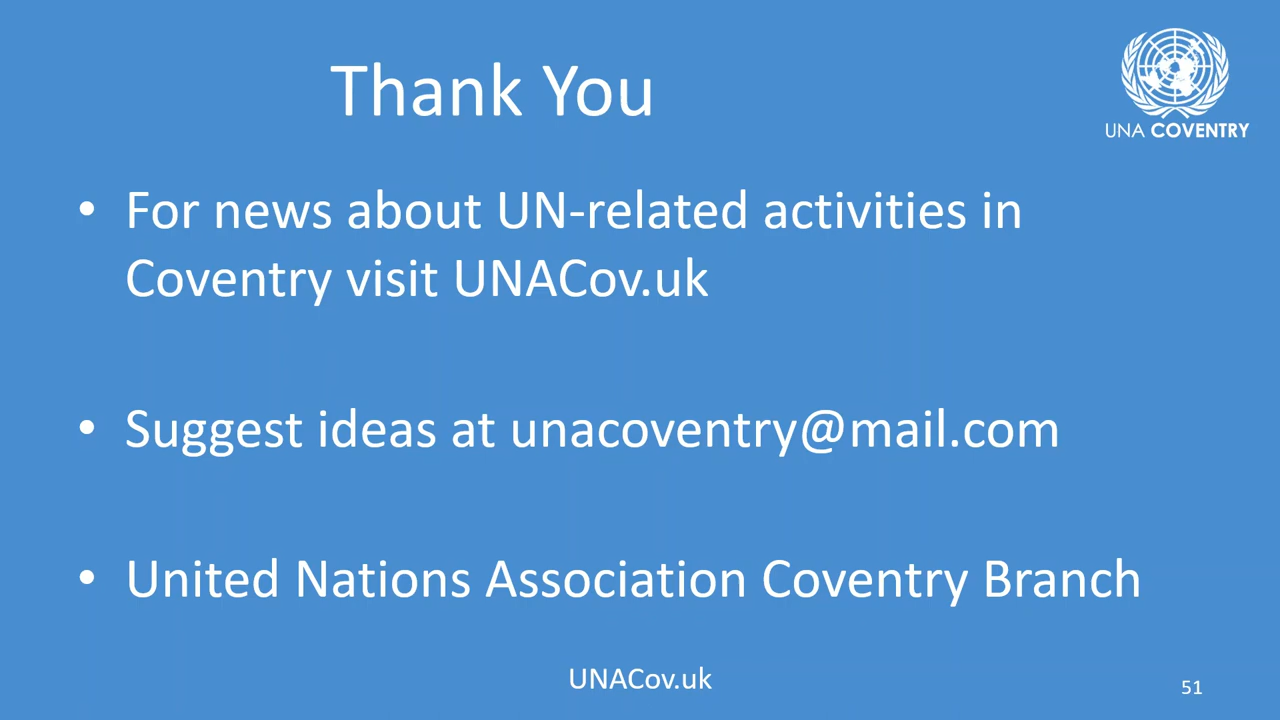 Thank You
UNA COVENTRY
• For news about UN-related activities in
Coventry visit UNACov.uk
• Suggest ideas at unacoventry@mail.com
• United Nations Association Coventry Branch
UNACov.uk
51